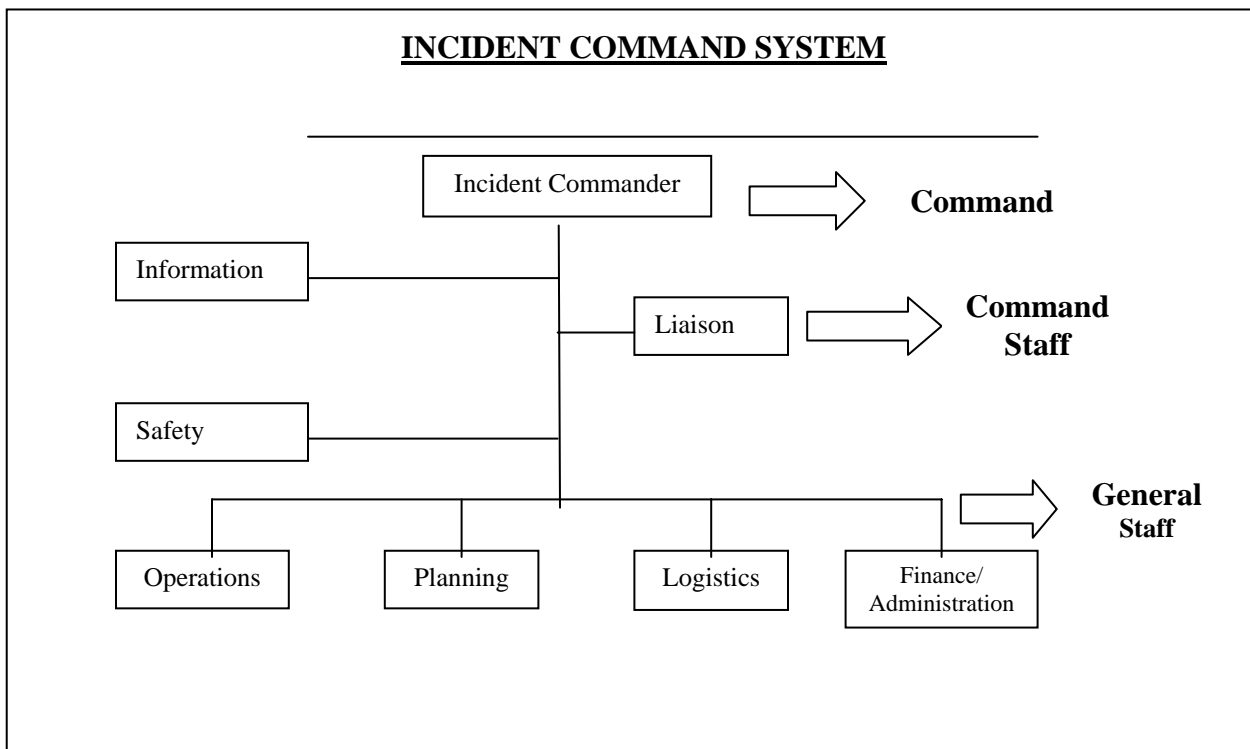 INCIDENT COMMAND SYSTEM
Incident Commander
Command
Information
Liaison
Command
Staff
Safety
General
Staff
Operations
Planning
Logistics
Finance/
Administration